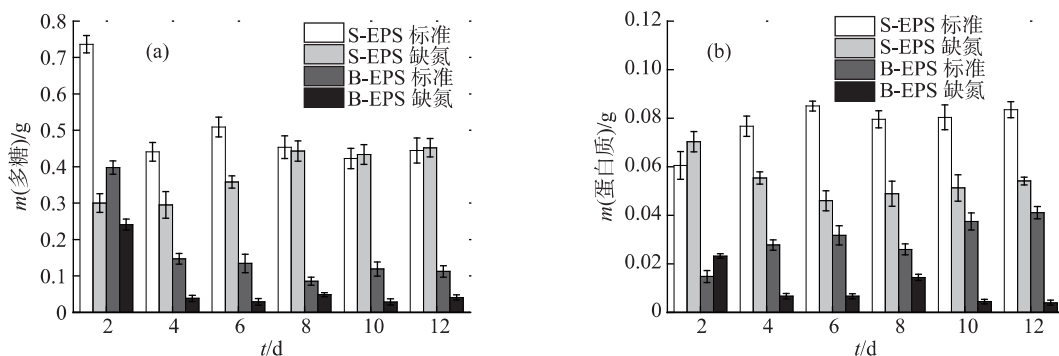 0.8
0.7
0.6
0.5
0.4
0.3
0.2
0.1
0
m(多糖)/g
(a)
S-EPS 标准
S-EPS 缺氮
B-EPS 标准
B-EPS 缺氮
2 4 6 8 10 12
t/d
0.12
0.10
0.08
0.06
0.04
0.02
0.00
m(蛋白质)/g
(b)
S-EPS 标准
S-EPS 缺氮
B-EPS 标准
B-EPS 缺氮
2 4 6 8 10 12
t/d